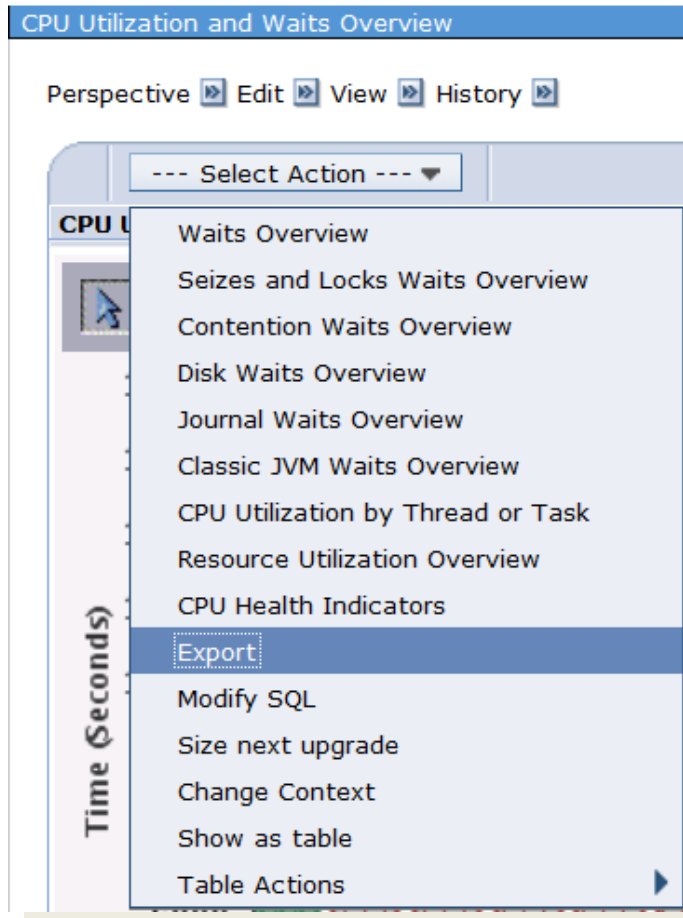 CPU Utilization and Waits Overview
Perspective Edit View History
--- Select Action ---
CPU U
Waits Overview
Seizes and Locks Waits Overview
Contention Waits Overview
Disk Waits Overview
Journal Waits Overview
Classic JVM Waits Overview
CPU Utilization by Thread or Task
Resource Utilization Overview
CPU Health Indicators
Export
Modify SQL
Size next upgrade
Change Context
Show as table
Table Actions
Time (Seconds)